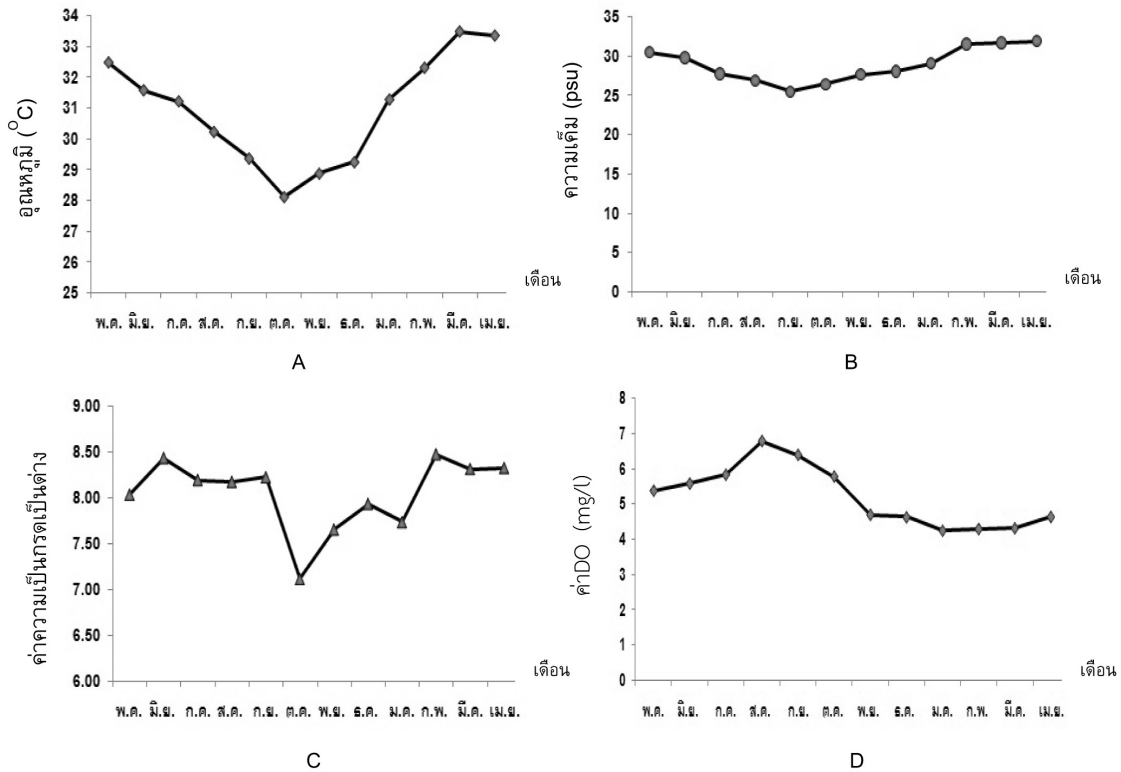 อุณหภูมิ (°C)
34
33
32
31
30
29
28
27
26
25
เดือน
พ.ค. มิ.ย. ก.ค. ส.ค. ก.ย. ต.ค. พ.ย. ธ.ค. ม.ค. ก.พ. มี.ค. เม.ย.
A
ความเค็ม (psu)
35
30
25
20
15
10
5
0
เดือน
พ.ค. มิ.ย. ก.ค. ส.ค. ก.ย. ต.ค. พ.ย. ธ.ค. ม.ค. ก.พ. มี.ค. เม.ย.
B
ค่าความเป็นกรดเป็นด่าง
9.00
8.50
8.00
7.50
7.00
6.50
6.00
เดือน
พ.ค. มิ.ย. ก.ค. ส.ค. ก.ย. ต.ค. พ.ย. ธ.ค. ม.ค. ก.พ. มี.ค. เม.ย.
C
ค่าDO (mg/l)
8
7
6
5
4
3
2
1
0
เดือน
พ.ค. มิ.ย. ก.ค. ส.ค. ก.ย. ต.ค. พ.ย. ธ.ค. ม.ค. ก.พ. มี.ค. เม.ย.
D